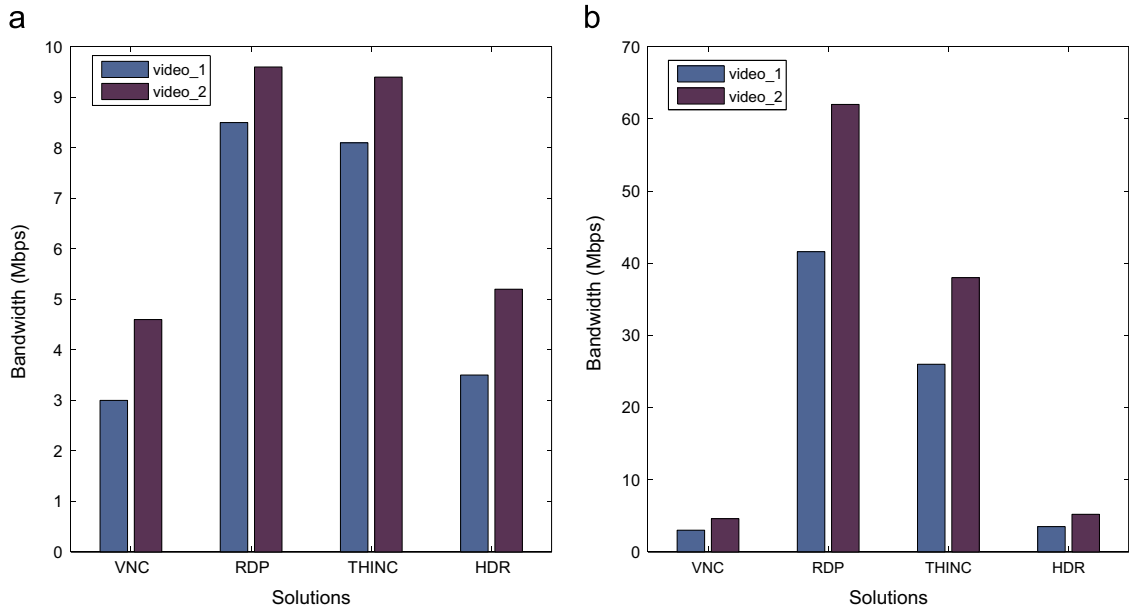 a
10
9
8
7
6
5
4
3
2
1
0
Bandwidth (Mbps)
video_1
video_2
VNC RDP THINC HDR
Solutions
b
70
60
50
40
30
20
10
0
Bandwidth (Mbps)
video_1
video_2
VNC RDP THINC HDR
Solutions